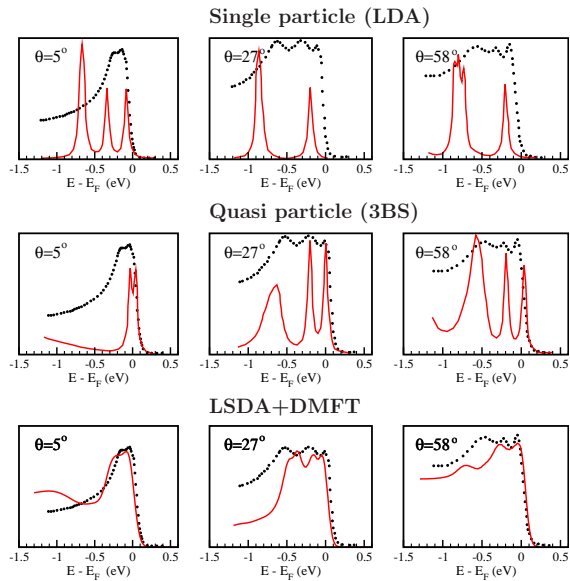 Single particle (LDA)
θ=5°
θ=27°
θ=58°
-1.5 -1 -0.5 0 0.5
-1.5 -1 -0.5 0 0.5
-1.5 -1 -0.5 0 0.5
E - E_F (eV)
E - E_F (eV)
E - E_F (eV)
Quasi particle (3BS)
θ=5°
θ=27°
θ=58°
-1.5 -1 -0.5 0 0.5
-1.5 -1 -0.5 0 0.5
-1.5 -1 -0.5 0 0.5
E - E_F (eV)
E - E_F (eV)
E - E_F (eV)
LSDA+DMFT
θ=5°
θ=27°
θ=58°
-1.5 -1 -0.5 0 0.5
-1.5 -1 -0.5 0 0.5
-1.5 -1 -0.5 0 0.5
E - E_F (eV)
E - E_F (eV)
E - E_F (eV)